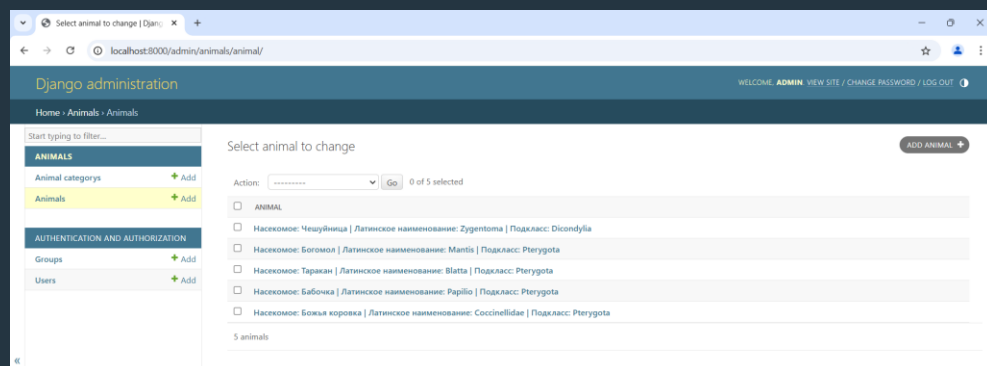 Select animal to change | Djang
localhost:8000/admin/animals/animal/
Django administration
WELCOME, ADMIN. VIEW SITE / CHANGE PASSWORD / LOG OUT
Home › Animals › Animals
Start typing to filter...
ANIMALS
Animal categorys + Add
Animals + Add
AUTHENTICATION AND AUTHORIZATION
Groups + Add
Users + Add
«
Select animal to change
ADD ANIMAL +
Action: --------- Go 0 of 5 selected
ANIMAL
Насекомое: Чешуйница | Латинское наименование: Zygentoma | Подкласс: Dicondylia
Насекомое: Богомол | Латинское наименование: Mantis | Подкласс: Pterygota
Насекомое: Таракан | Латинское наименование: Blatta | Подкласс: Pterygota
Насекомое: Бабочка | Латинское наименование: Papilio | Подкласс: Pterygota
Насекомое: Божья коровка | Латинское наименование: Coccinellidae | Подкласс: Pterygota
5 animals